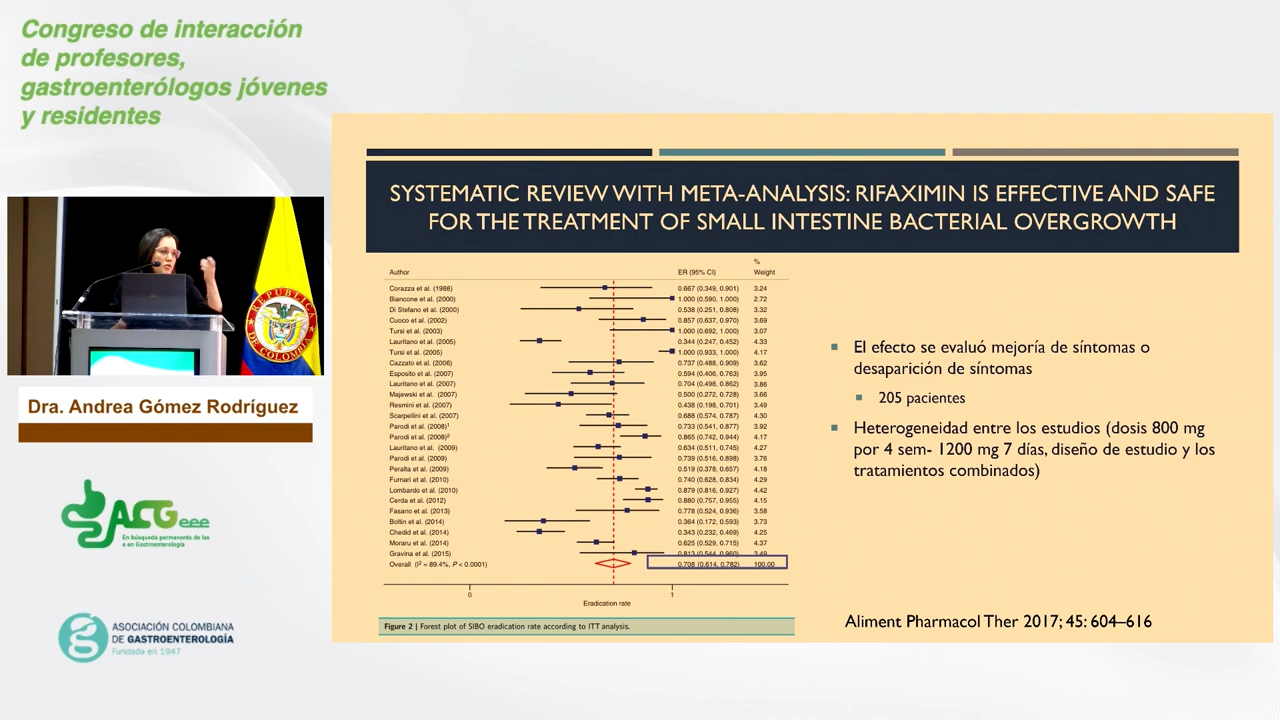 Congreso de interacción
de profesores,
gastroenterólogos jóvenes
y residentes
SYSTEMATIC REVIEW WITH META-ANALYSIS: RIFAXIMIN IS EFFECTIVE AND SAFE
FOR THE TREATMENT OF SMALL INTESTINE BACTERIAL OVERGROWTH
%
Author ER (95% CI) Weight
Corazza et al. (1988) 0.667 (0.349, 0.901) 3.24
Biancone et al. (2000) 1.000 (0.590, 1.000) 2.72
Di Stefano et al. (2000) 0.538 (0.251, 0.808) 3.32
Cuoco et al. (2002) 0.857 (0.637, 0.970) 3.69
Tursi et al. (2003) 1.000 (0.692, 1.000) 3.07
Lauritano et al. (2005) 0.344 (0.247, 0.452) 4.33
Tursi et al. (2005) 1.000 (0.933, 1.000) 4.17
Cazzato et al. (2006) 0.737 (0.488, 0.909) 3.62
Esposito et al. (2007) 0.594 (0.406, 0.763) 3.95
Lauritano et al. (2007) 0.704 (0.498, 0.862) 3.86
Majewski et al. (2007) 0.500 (0.272, 0.728) 3.66
Resmini et al. (2007) 0.438 (0.198, 0.701) 3.49
Scarpellini et al. (2007) 0.688 (0.574, 0.787) 4.30
Parodi et al. (2008)¹ 0.733 (0.541, 0.877) 3.92
Parodi et al. (2008)² 0.865 (0.742, 0.944) 4.17
Lauritano et al. (2009) 0.634 (0.511, 0.745) 4.27
Parodi et al. (2009) 0.739 (0.516, 0.898) 3.76
Peralta et al. (2009) 0.519 (0.378, 0.657) 4.18
Furnari et al. (2010) 0.740 (0.628, 0.834) 4.29
Lombardo et al. (2010) 0.879 (0.816, 0.927) 4.42
Cerda et al. (2012) 0.880 (0.757, 0.955) 4.15
Fasano et al. (2013) 0.778 (0.524, 0.936) 3.58
Boltin et al. (2014) 0.364 (0.172, 0.593) 3.73
Chedid et al. (2014) 0.343 (0.232, 0.469) 4.25
Moraru et al. (2014) 0.625 (0.529, 0.715) 4.37
Gravina et al. (2015) 0.813 (0.544, 0.960) 3.49
Overall (I² = 89.4%, P < 0.0001) 0.708 (0.614, 0.782) 100.00
0 1
Eradication rate
Figure 2 | Forest plot of SIBO eradication rate according to ITT analysis.
El efecto se evaluó mejoría de síntomas o
desaparición de síntomas
205 pacientes
Heterogeneidad entre los estudios (dosis 800 mg
por 4 sem- 1200 mg 7 días, diseño de estudio y los
tratamientos combinados)
Aliment Pharmacol Ther 2017; 45: 604–616
REPUBLICA
DE COLOMBIA
Dra. Andrea Gómez Rodríguez
ACGeee
En búsqueda permanente de las
e en Gastroenterología
ASOCIACIÓN COLOMBIANA
DE GASTROENTEROLOGÍA
Fundada en 1947